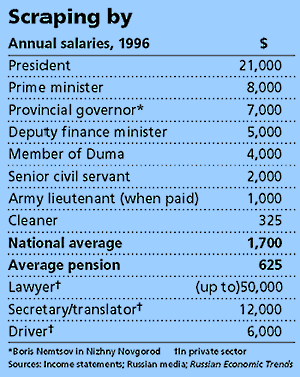 Scraping by
Annual salaries, 1996 $
President 21,000
Prime minister 8,000
Provincial governor* 7,000
Deputy finance minister 5,000
Member of Duma 4,000
Senior civil servant 2,000
Army lieutenant (when paid) 1,000
Cleaner 325
National average 1,700
Average pension 625
Lawyer† (up to)50,000
Secretary/translator† 12,000
Driver† 6,000
*Boris Nemtsov in Nizhny Novgorod †In private sector
Sources: Income statements; Russian media; Russian Economic Trends